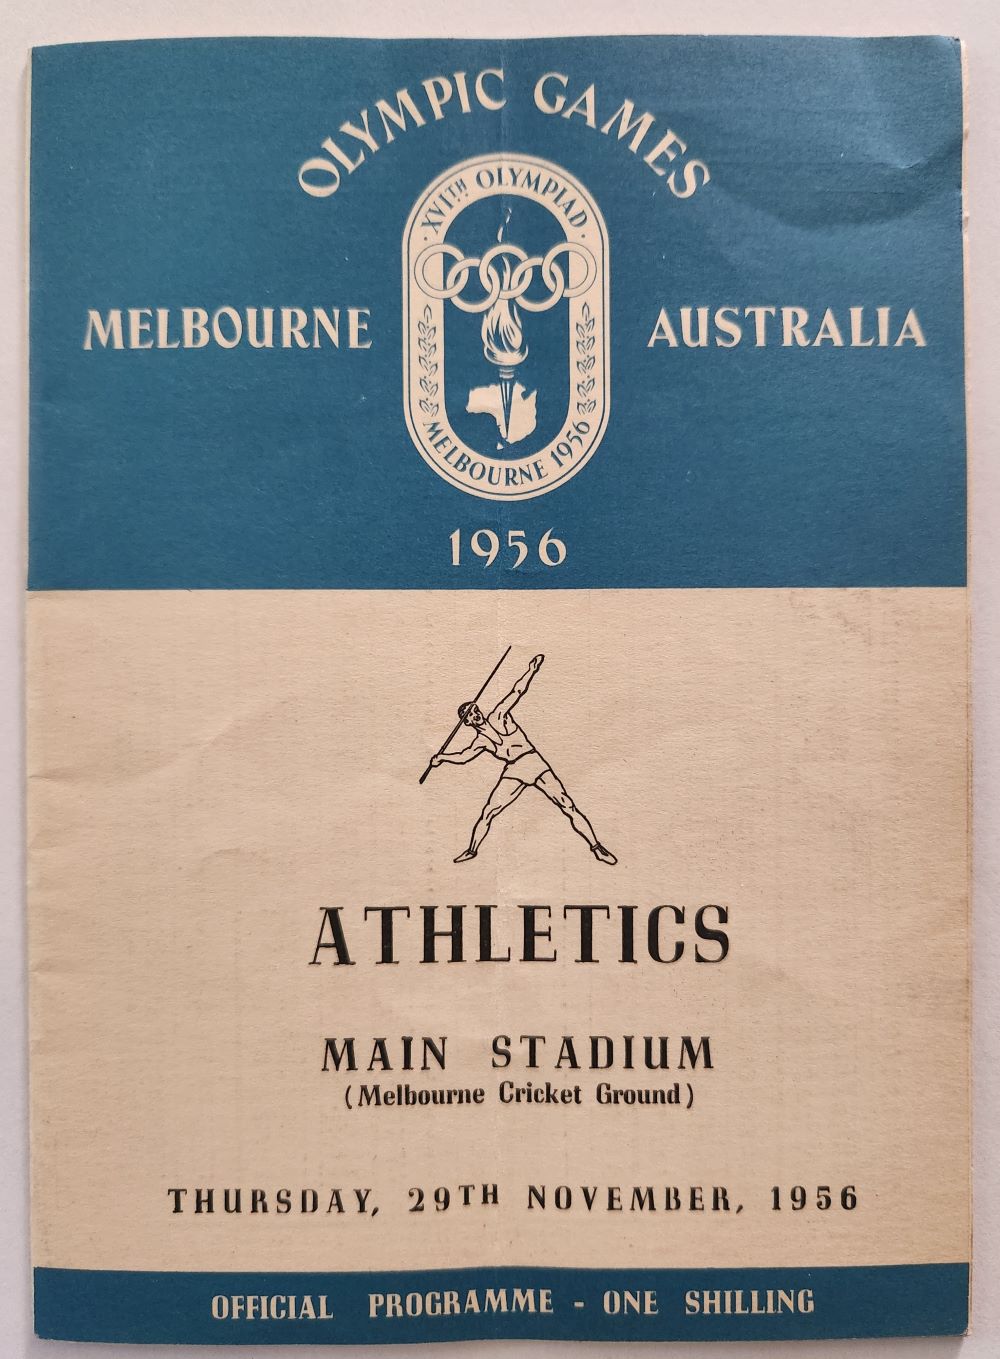 OLYMPIC GAMES
XVITH OLYMPIAD
MELBOURNE
AUSTRALIA
MELBOURNE 1956
1956
ATHLETICS
MAIN STADIUM
(Melbourne Cricket Ground)
THURSDAY, 29TH NOVEMBER, 1956
OFFICIAL PROGRAMME - ONE SHILLING